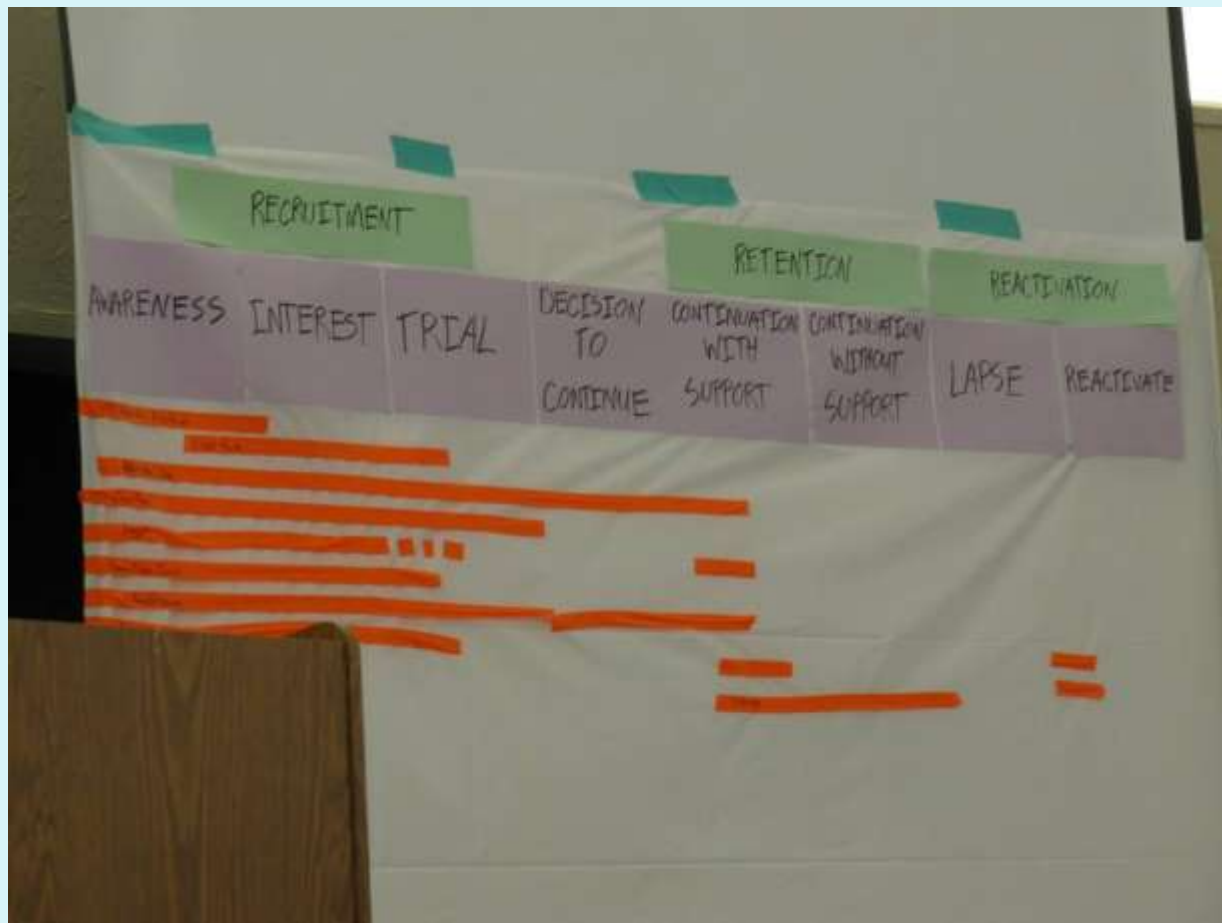 RECRUITMENT
RETENTION
REACTIVATION
AWARENESS
INTEREST
TRIAL
DECISION
TO
CONTINUE
CONTINUATION
WITH
SUPPORT
CONTINUATION
WITHOUT
SUPPORT
LAPSE
REACTIVATE